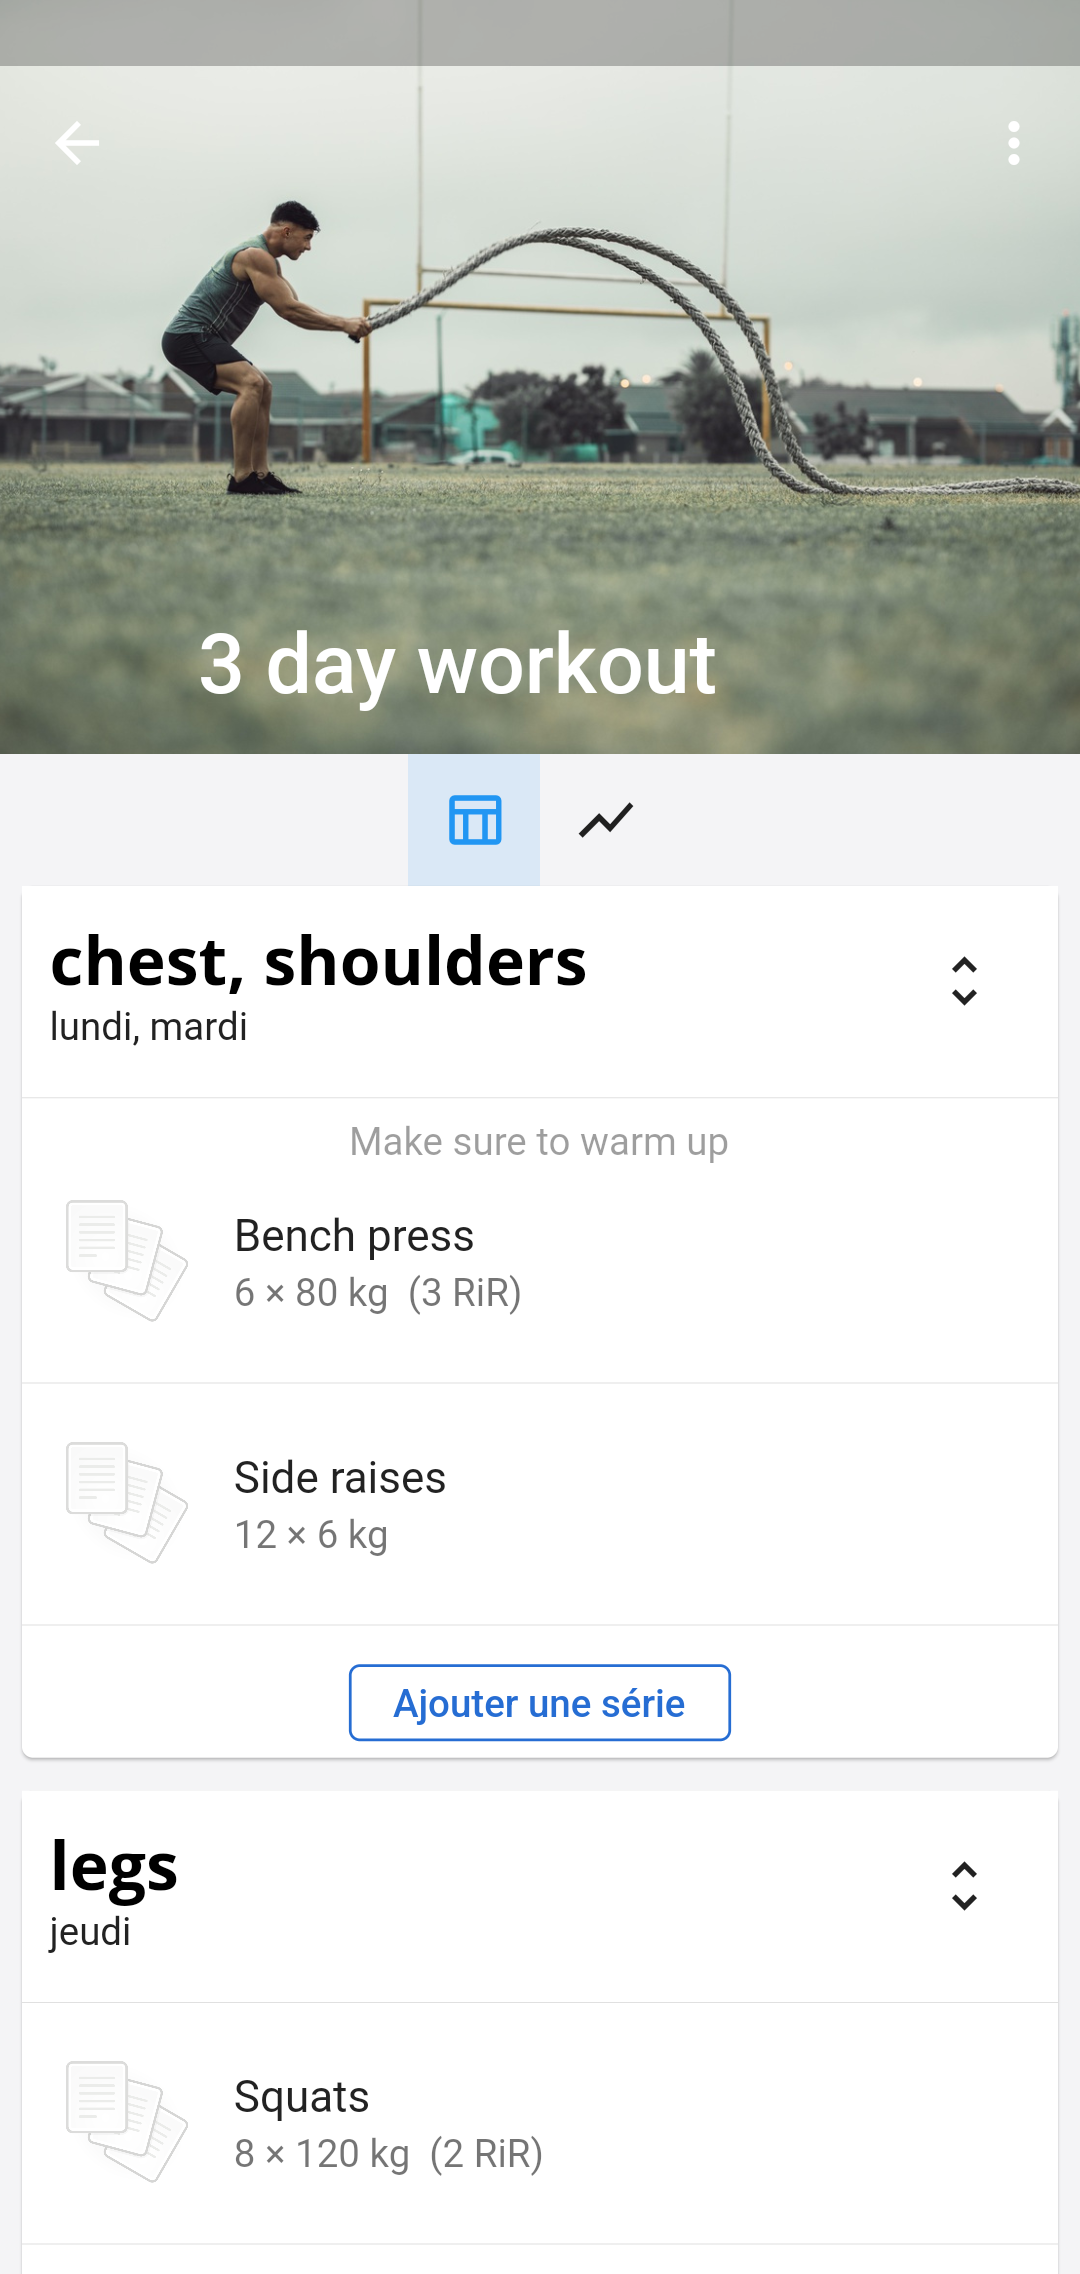 3 day workout
chest, shoulders
lundi, mardi
Make sure to warm up
Bench press
6 × 80 kg (3 RiR)
Side raises
12 × 6 kg
Ajouter une série
legs
jeudi
Squats
8 × 120 kg (2 RiR)